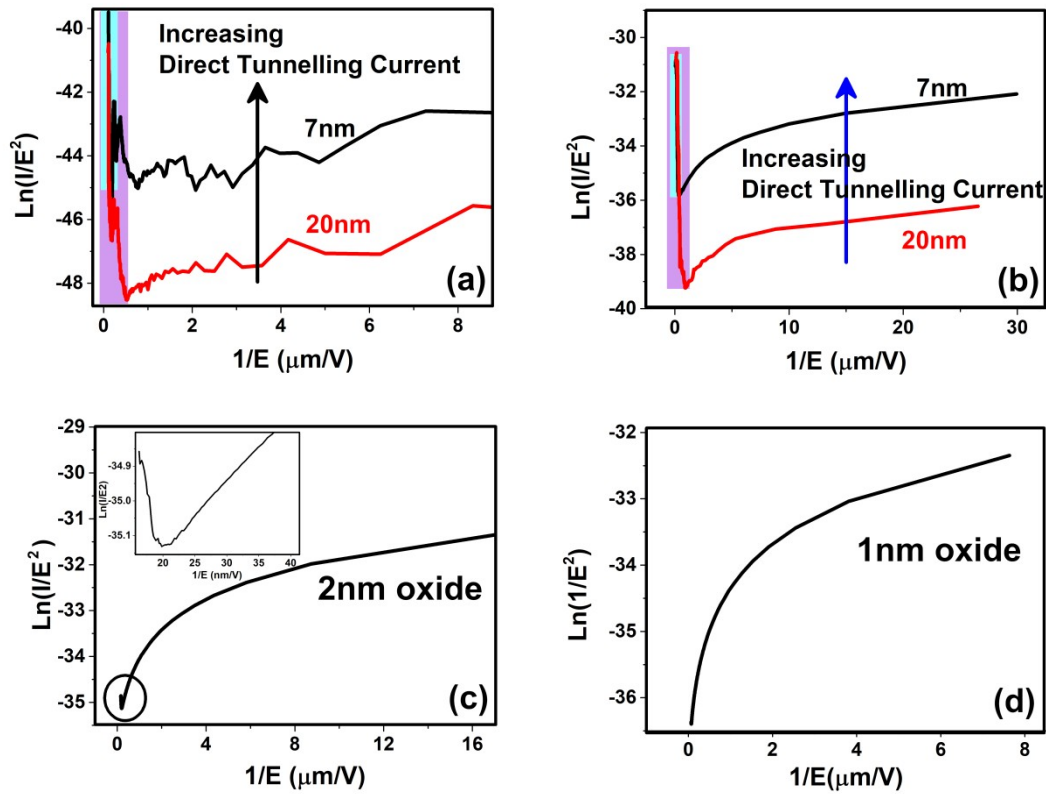 -40
-42
-44
-46
-48
Ln(I/E²)
Increasing
Direct Tunnelling Current
7nm
20nm
(a)
0 2 4 6 8
1/E (μm/V)
-30
-32
-34
-36
-38
-40
Ln(I/E²)
7nm
Increasing
Direct Tunnelling Current
20nm
(b)
0 10 20 30
1/E (μm/V)
-29
-30
-31
-32
-33
-34
-35
Ln(I/E²)
-34.9
-35.0
-35.1
Ln(I/E2)
20 25 30 35 40
1/E (nm/V)
2nm oxide
(c)
0 4 8 12 16
1/E(μm/V)
-32
-33
-34
-35
-36
Ln(1/E²)
1nm oxide
(d)
0 2 4 6 8
1/E(μm/V)